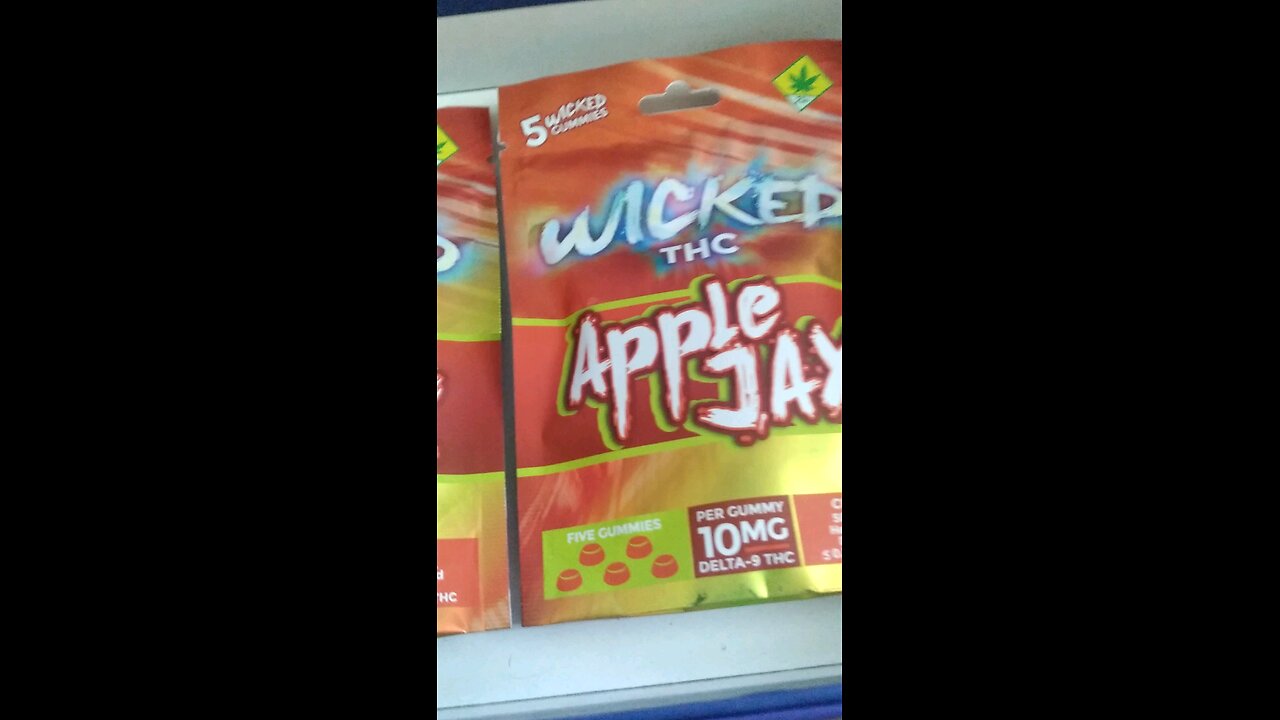 5 WICKED
GUMMIES
WICKED
THC
APPLE
JAX
FIVE GUMMIES
PER GUMMY
10MG
DELTA-9 THC